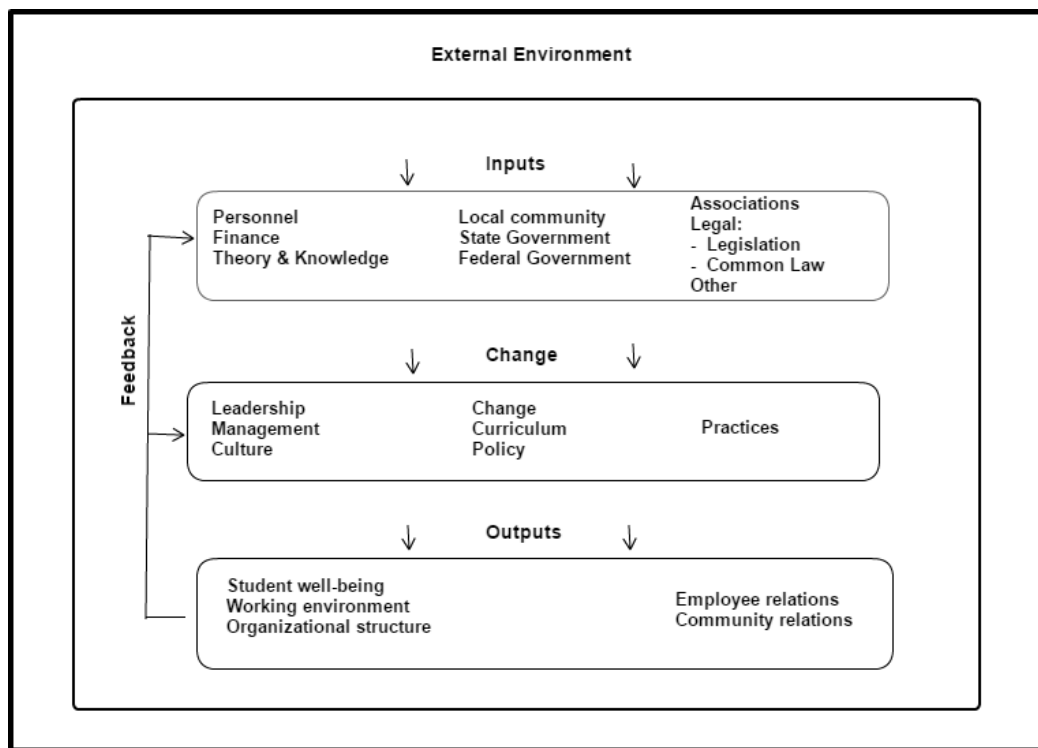 External Environment
Inputs
Personnel
Finance
Theory & Knowledge
Local community
State Government
Federal Government
Associations
Legal:
- Legislation
- Common Law
Other
Feedback
Change
Leadership
Management
Culture
Change
Curriculum
Policy
Practices
Outputs
Student well-being
Working environment
Organizational structure
Employee relations
Community relations